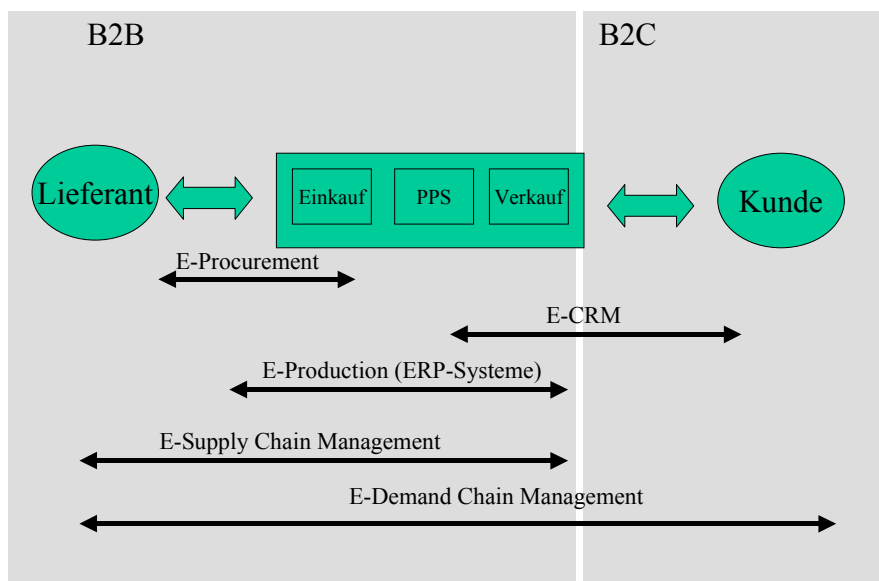 B2B
B2C
Lieferant
Einkauf
PPS
Verkauf
Kunde
E-Procurement
E-CRM
E-Production (ERP-Systeme)
E-Supply Chain Management
E-Demand Chain Management